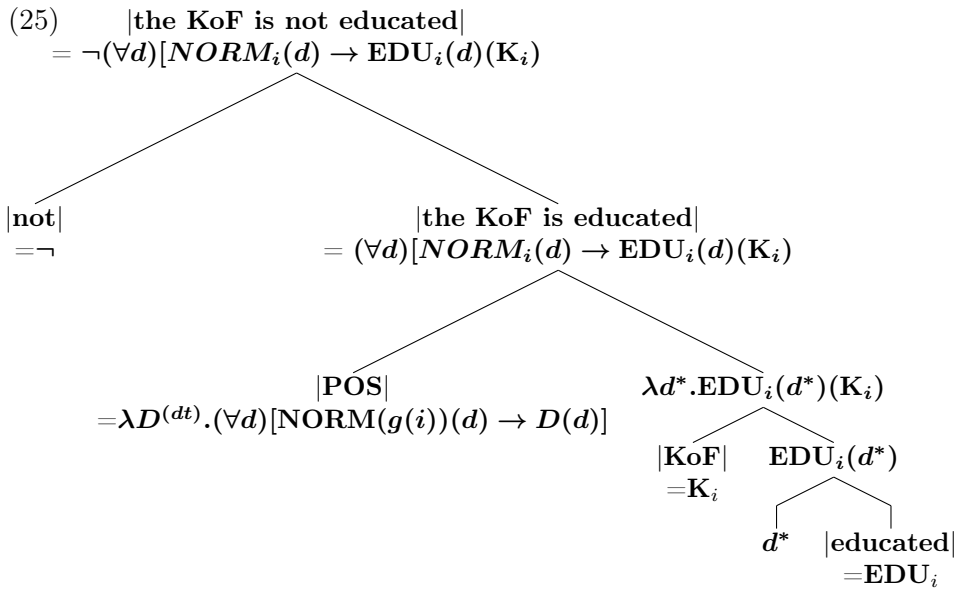 (25) |the KoF is not educated|
= ¬(∀d)[NORMᵢ(d) → EDUᵢ(d)(Kᵢ)
|not| |the KoF is educated|
=¬ = (∀d)[NORMᵢ(d) → EDUᵢ(d)(Kᵢ)
|POS| λd*.EDUᵢ(d*)(Kᵢ)
=λD⁽ᵈᵗ⁾.(∀d)[NORM(g(i))(d) → D(d)]
|KoF| EDUᵢ(d*)
=Kᵢ
d* |educated|
=EDUᵢ